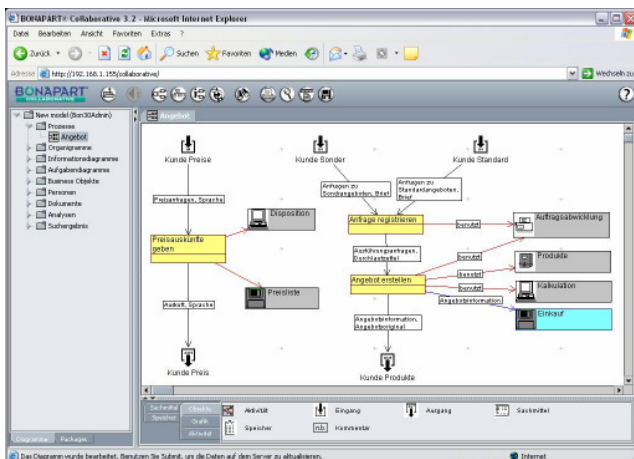 BONAPART® Collaborative 3.2 - Microsoft Internet Explorer
Datei Bearbeiten Ansicht Favoriten Extras ?
Zurück Suchen Favoriten Medien
Adresse http://192.168.1.155/collaborative/ Wechseln zu
BONAPART
COLLABORATIVE
New model (Bon30Admin)
Prozesse
Angebot
Organigramme
Informationsdiagramme
Aufgabendiagramme
Business Objekte
Personen
Dokumente
Analysen
Suchergebnis
Angebot
Kunde Preise
Kunde Sonder
Kunde Standard
Preisanfragen, Sprache
Anfragen zu
Sonderangeboten, Brief
Anfragen zu
Standardangeboten,
Brief
Disposition
Anfrage registrieren
benutzt
Auftragsabwicklung
Preisauskünfte
geben
Ausführungsanfragen,
Durchlaufzettel
benutzt
Produkte
Preisliste
Angebot erstellen
benutzt
Kalkulation
Angebotsinformation
Einkauf
Auskunft, Sprache
Angebotsinformation,
Angebotsoriginal
Kunde Preis
Kunde Produkte
Sachmittel
Speicher
Objekte
Grafik
Aktivität
Aktivität
Eingang
Ausgang
Sachmittel
Speicher
n.b.
Kommentar
Diagramme Packages
Das Diagramm wurde bearbeitet. Benutzen Sie Submit, um die Daten auf dem Server zu aktualisieren.
Internet